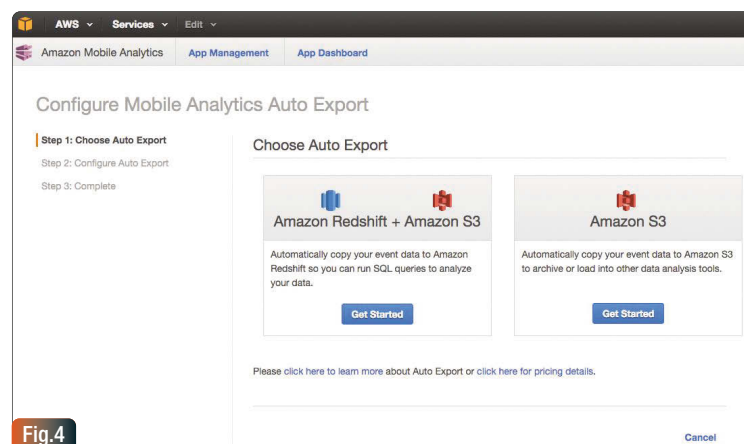 AWS Services Edit
Amazon Mobile Analytics App Management App Dashboard
Configure Mobile Analytics Auto Export
Step 1: Choose Auto Export
Step 2: Configure Auto Export
Step 3: Complete
Choose Auto Export
Amazon Redshift + Amazon S3
Automatically copy your event data to Amazon
Redshift so you can run SQL queries to analyze
your data.
Get Started
Amazon S3
Automatically copy your event data to Amazon S3
to archive or load into other data analysis tools.
Get Started
Please click here to learn more about Auto Export or click here for pricing details.
Cancel
Fig.4